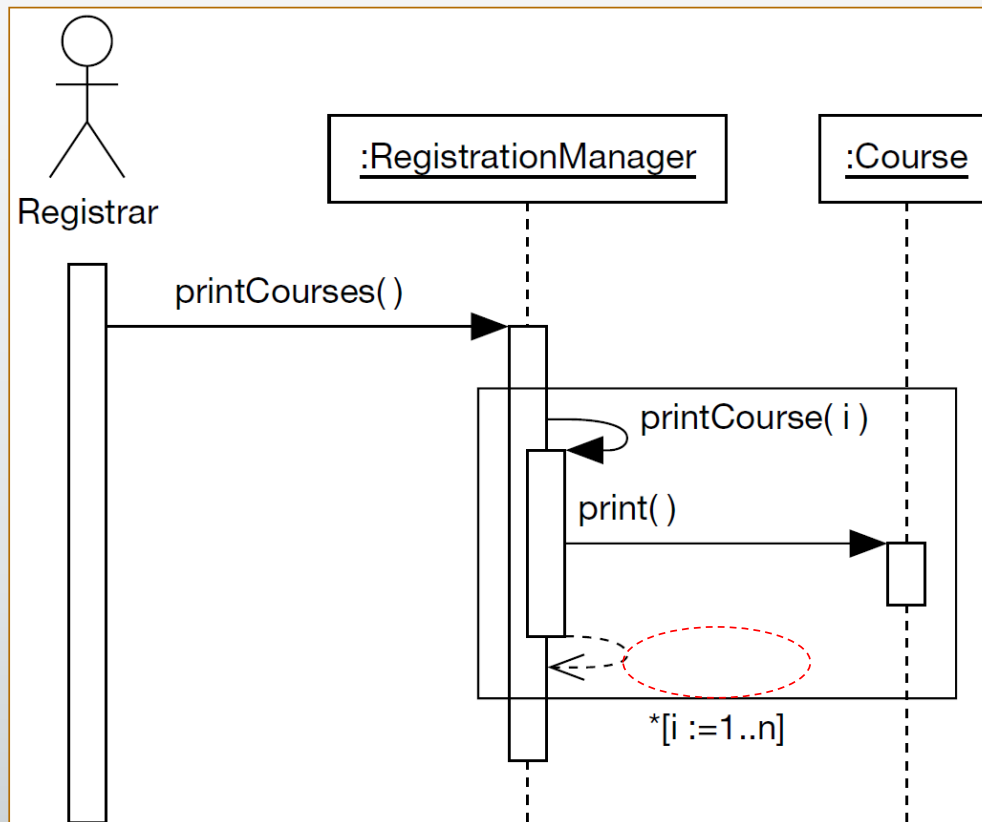 :RegistrationManager
:Course
Registrar
printCourses( )
printCourse( i )
print( )
*[i :=1..n]